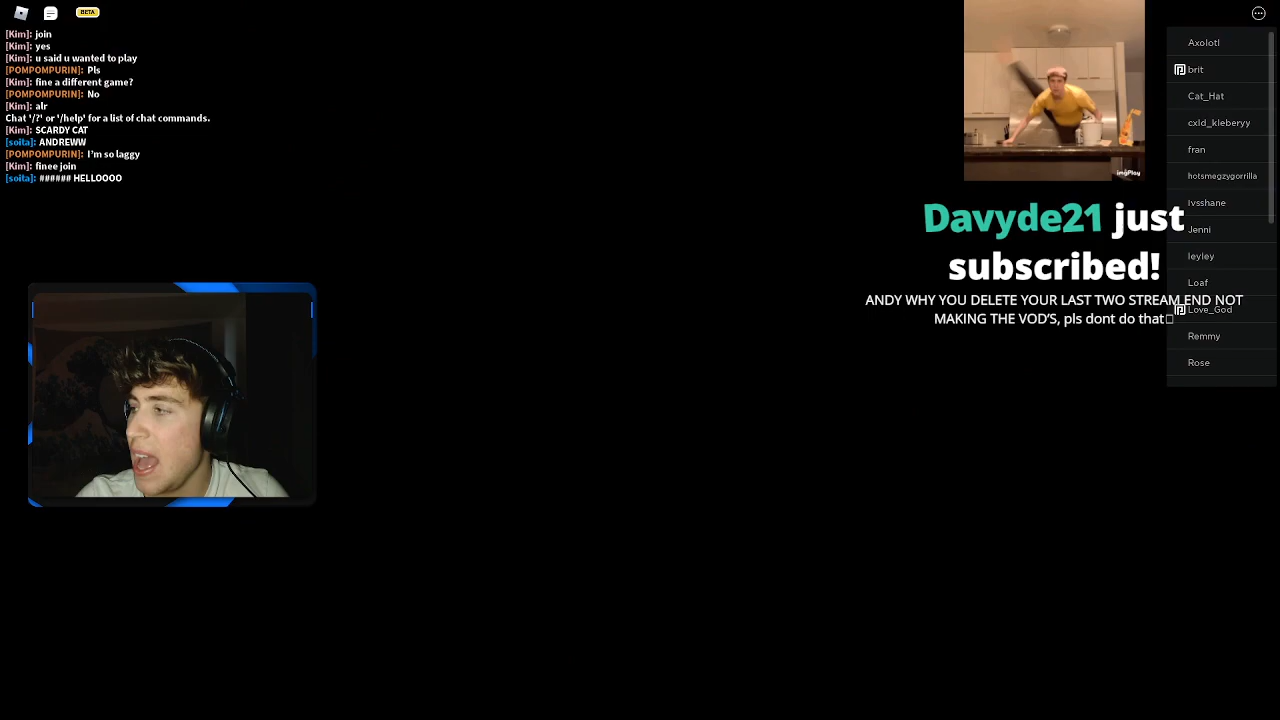 BETA
[Kim]: join
[Kim]: yes
[Kim]: u said u wanted to play
[POMPOMPURIN]: Pls
[Kim]: fine a different game?
[POMPOMPURIN]: No
[Kim]: alr
Chat '/?' or '/help' for a list of chat commands.
[Kim]: SCARDY CAT
[soita]: ANDREWW
[POMPOMPURIN]: I'm so laggy
[Kim]: finee join
[soita]: ###### HELLOOOO
imgPlay
Davyde21 just
subscribed!
ANDY WHY YOU DELETE YOUR LAST TWO STREAM,END NOT
MAKING THE VOD'S, pls dont do that
Axolotl
brit
Cat_Hat
cxld_kleberyy
fran
hotsmegzygorrilla
Ivsshane
Jenni
leyley
Loaf
Love_God
Remmy
Rose